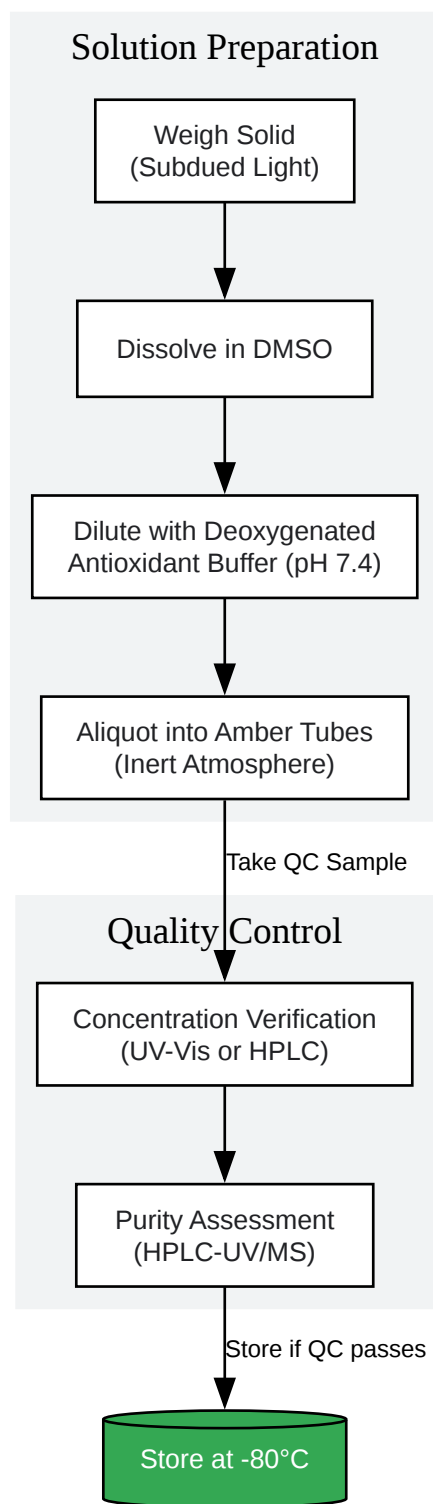 Solution Preparation
Weigh Solid
(Subdued Light)
Dissolve in DMSO
Dilute with Deoxygenated
Antioxidant Buffer (pH 7.4)
Aliquot into Amber Tubes
(Inert Atmosphere)
Take QC Sample
Quality Control
Concentration Verification
(UV-Vis or HPLC)
Purity Assessment
(HPLC-UV/MS)
Store if QC passes
Store at -80°C